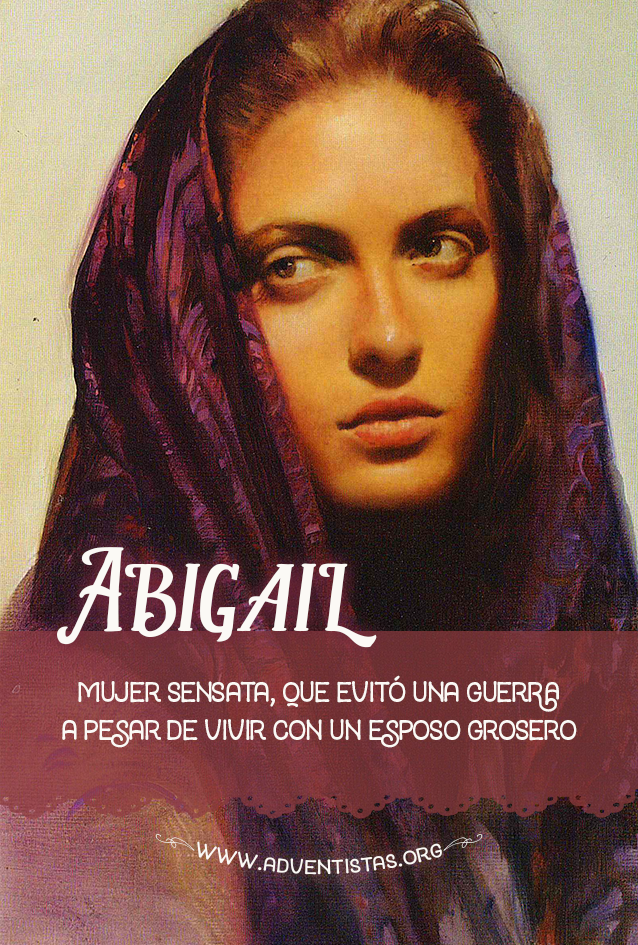 ABIGAIL
MUJER SENSATA, QUE EVITÓ UNA GUERRA
A PESAR DE VIVIR CON UN ESPOSO GROSERO
WWW.ADVENTISTAS.ORG